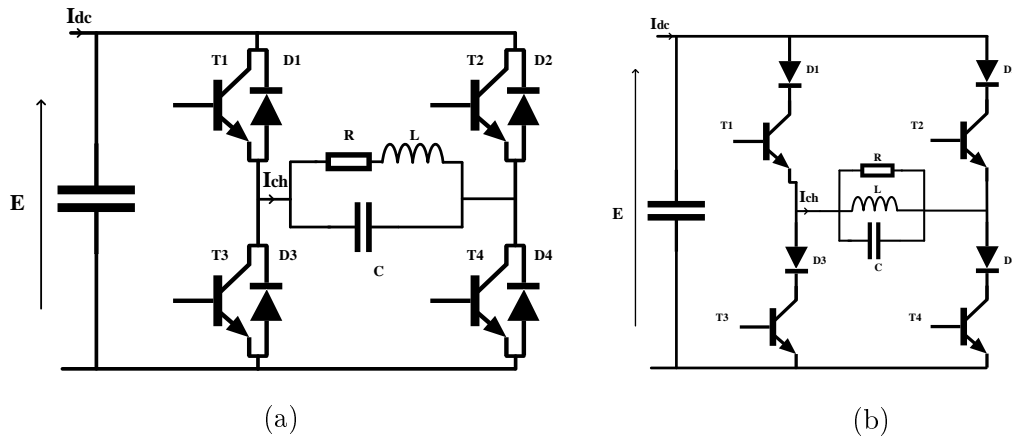 Idc
T1 D1 T2 D2
R L
E
Ich
T3 D3 T4 D4
C
(a)
Idc
D1 D
T1 T2
R
L
Ich
E
C
D3 D
T3 T4
(b)